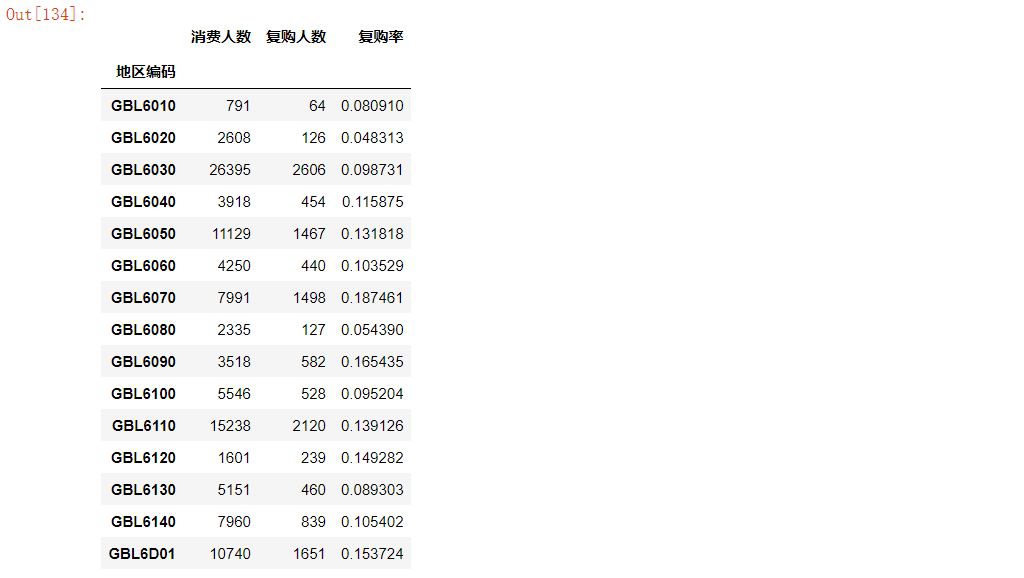 Out[134]:
消费人数 复购人数 复购率
地区编码
GBL6010 791 64 0.080910
GBL6020 2608 126 0.048313
GBL6030 26395 2606 0.098731
GBL6040 3918 454 0.115875
GBL6050 11129 1467 0.131818
GBL6060 4250 440 0.103529
GBL6070 7991 1498 0.187461
GBL6080 2335 127 0.054390
GBL6090 3518 582 0.165435
GBL6100 5546 528 0.095204
GBL6110 15238 2120 0.139126
GBL6120 1601 239 0.149282
GBL6130 5151 460 0.089303
GBL6140 7960 839 0.105402
GBL6D01 10740 1651 0.153724